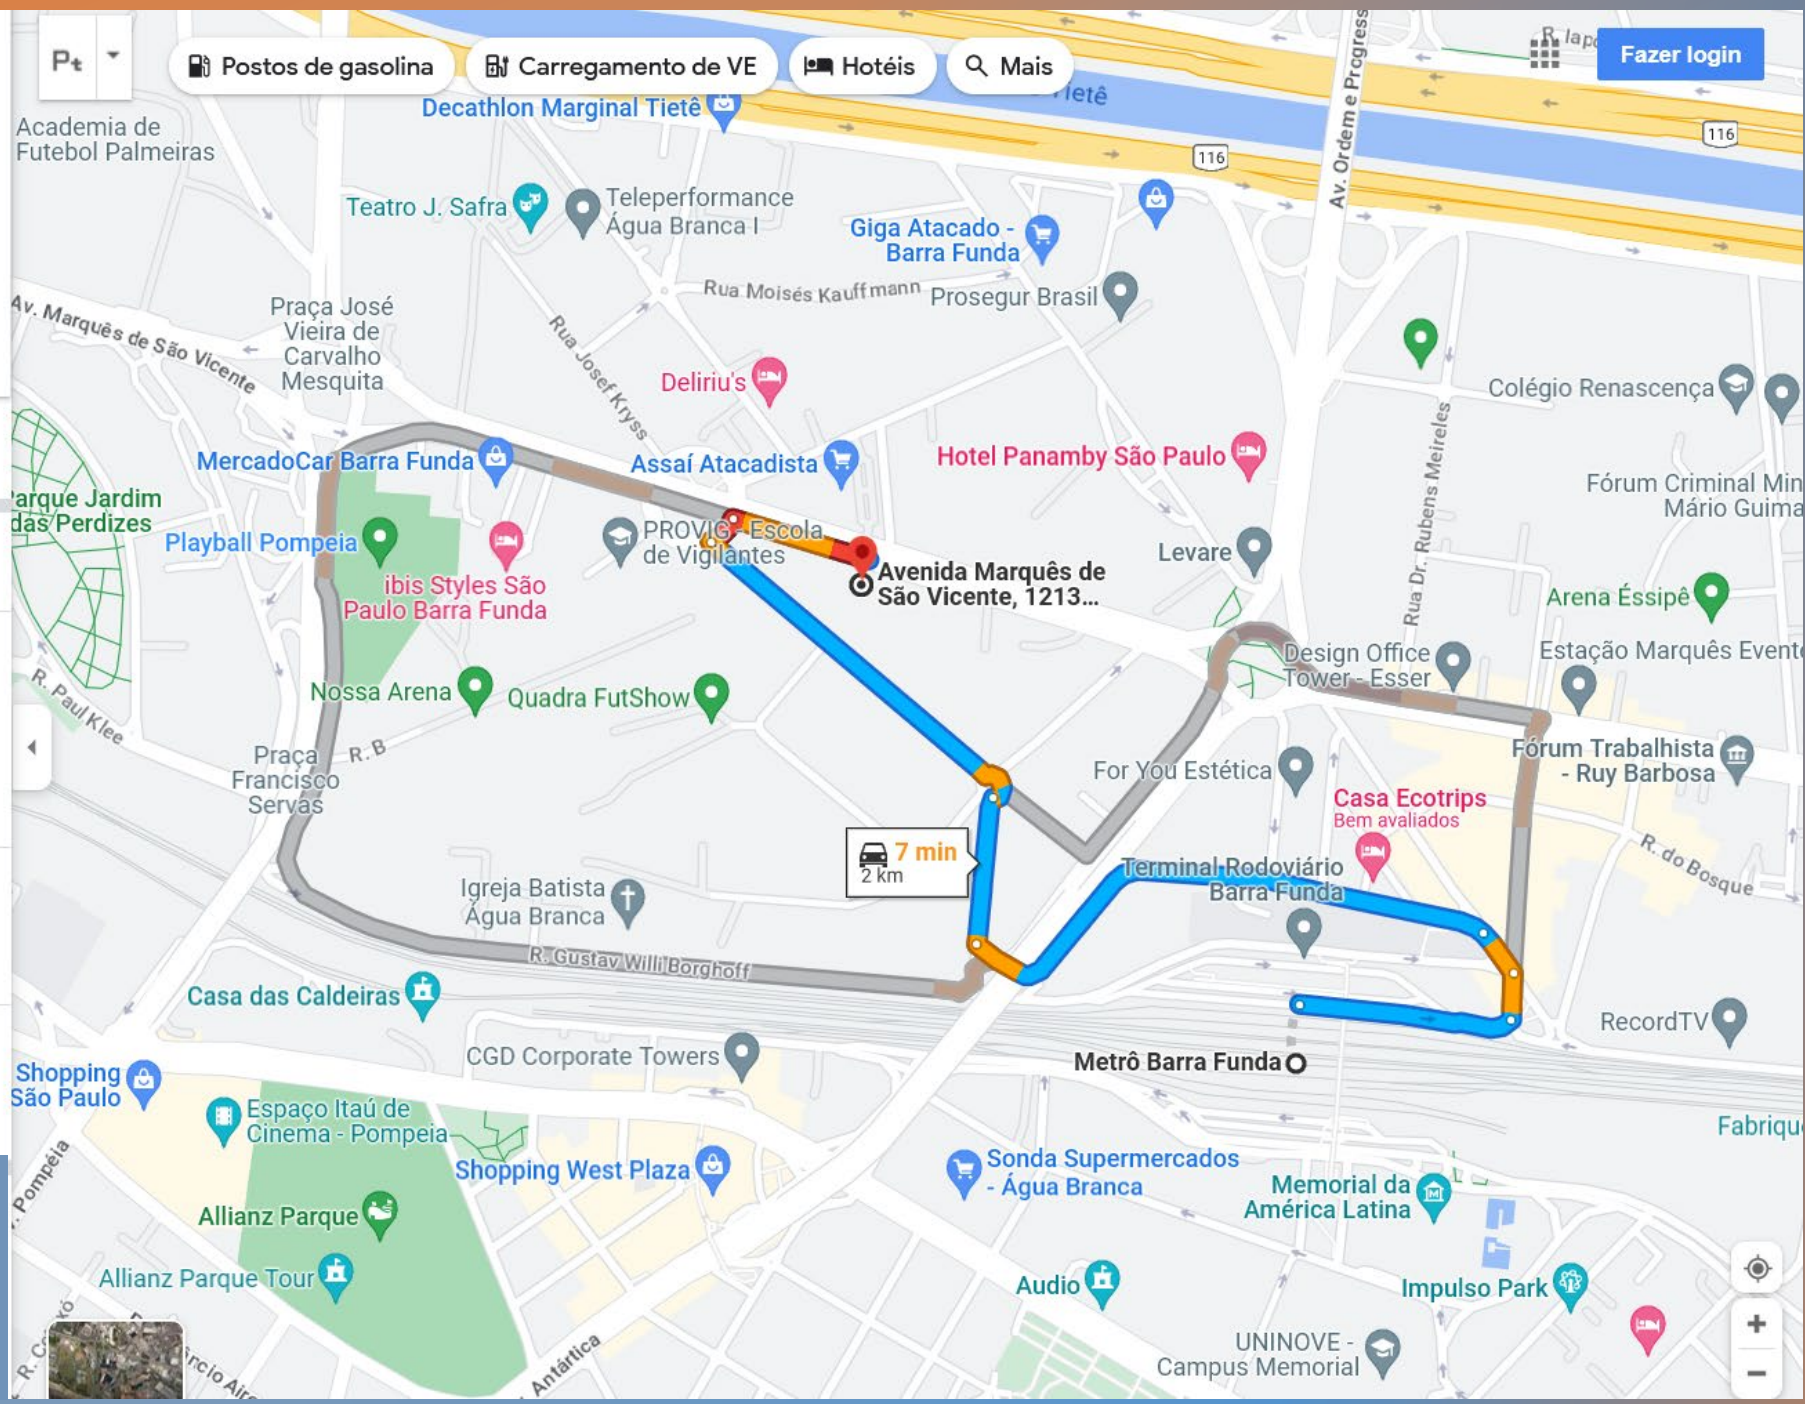 Postos de gasolina
Carregamento de VE
Hotéis
Mais
Fazer login
Decathlon Marginal Tietê
Tietê
Academia de
Futebol Palmeiras
116
116
Av. Ordem e Progress
Teatro J. Safra
Teleperformance
Água Branca I
Giga Atacado -
Barra Funda
Rua Moisés Kauffmann
Prosegur Brasil
Av. Marquês de São Vicente
Praça José
Vieira de
Carvalho
Mesquita
Rua Josef Kryss
Deliriu's
Colégio Renascença
MercadoCar Barra Funda
Assaí Atacadista
Hotel Panamby São Paulo
Rua Dr. Rubens Meireles
Fórum Criminal Min
Mário Guima
arque Jardim
das Perdizes
Playball Pompeia
PROVIG - Escola
de Vigilantes
Levare
Avenida Marquês de
São Vicente, 1213...
ibis Styles São
Paulo Barra Funda
Arena Éssipê
Design Office
Tower - Esser
Estação Marquês Evento
R. Paul Klee
Nossa Arena
Quadra FutShow
R. B
Praça
Francisco
Servas
For You Estética
Fórum Trabalhista
- Ruy Barbosa
Casa Ecotrips
Bem avaliados
7 min
2 km
Terminal Rodoviário
Barra Funda
R. do Bosque
Igreja Batista
Água Branca
R. Gustav Willi Borghoff
Casa das Caldeiras
RecordTV
CGD Corporate Towers
Metrô Barra Funda
Shopping
São Paulo
Espaço Itaú de
Cinema - Pompeia
Fabrique
Pompéia
Shopping West Plaza
Sonda Supermercados
- Água Branca
Memorial da
América Latina
Allianz Parque
Allianz Parque Tour
Audio
Impulso Park
UNINOVE -
Campus Memorial
Antártica